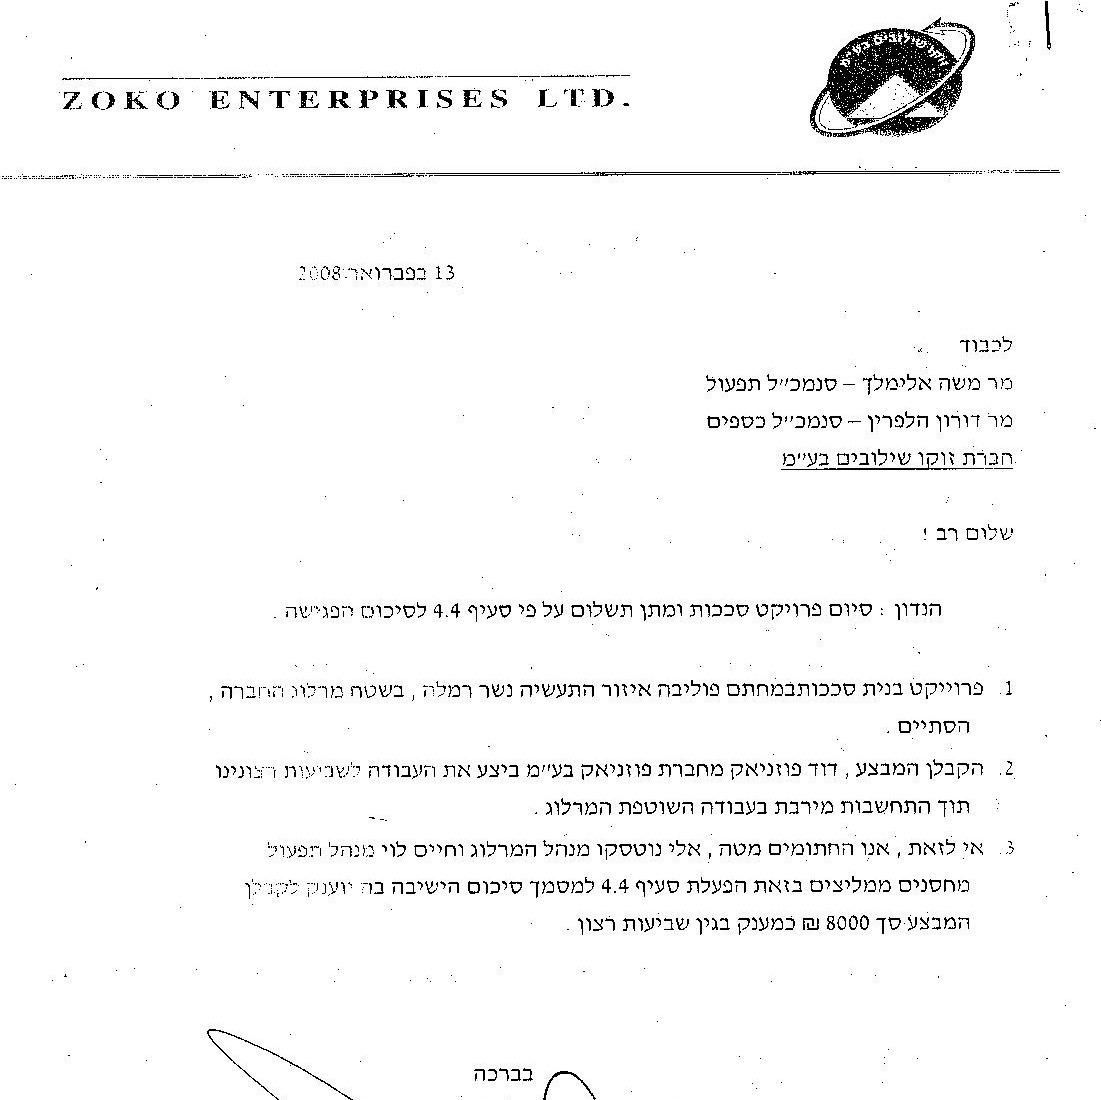 זוקו שילובים בע"מ
ZOKO ENTERPRISES LTD.
13 בפברואר 2008
לכבוד
מר משה אלימלך – סנמכ"ל תפעול
מר דורון הלפרין – סנמכ"ל כספים
חברת זוקו שילובים בע"מ
שלום רב !
הנדון : סיום פרויקט סככות ומתן תשלום על פי סעיף 4.4 לסיכום הפגישה .
1. פרוייקט בנית סככותבמחתם פוליבה איזור התעשיה נשר רמלה , בשטח מרלוג החברה ,
הסתיים .
2. הקבלן המבצע , דוד פוזניאק מחברת פוזניאק בע"מ ביצע את העבודה לשביעות רצונינו
תוך התחשבות מירבת בעבודה השוטפת המרלוג .
3. אי לזאת , אנו החתומים מטה , אלי נוטסקו מנהל המרלוג וחיים לוי מנהל תפעול
מחסנים ממליצים בזאת הפעלת סעיף 4.4 למסמך סיכום הישיבה בה יוענק לקבלן
המבצע סך 8000 ₪ כמענק בגין שביעות רצון .
בברכה